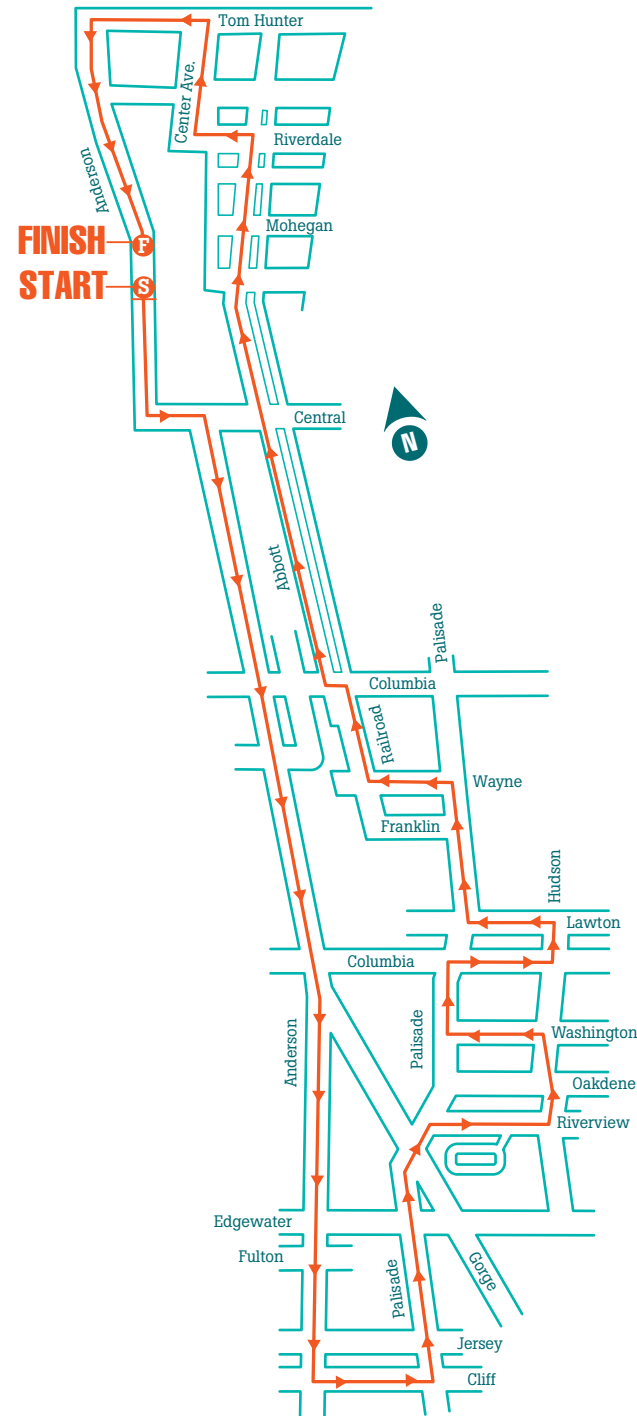 Tom Hunter
Center Ave.
Riverdale
Anderson
Mohegan
FINISH F
START S
Central
N
Abbott
Palisade
Columbia
Railroad
Wayne
Franklin
Hudson
Lawton
Columbia
Anderson
Palisade
Washington
Oakdene
Riverview
Edgewater
Fulton
Palisade
Gorge
Jersey
Cliff